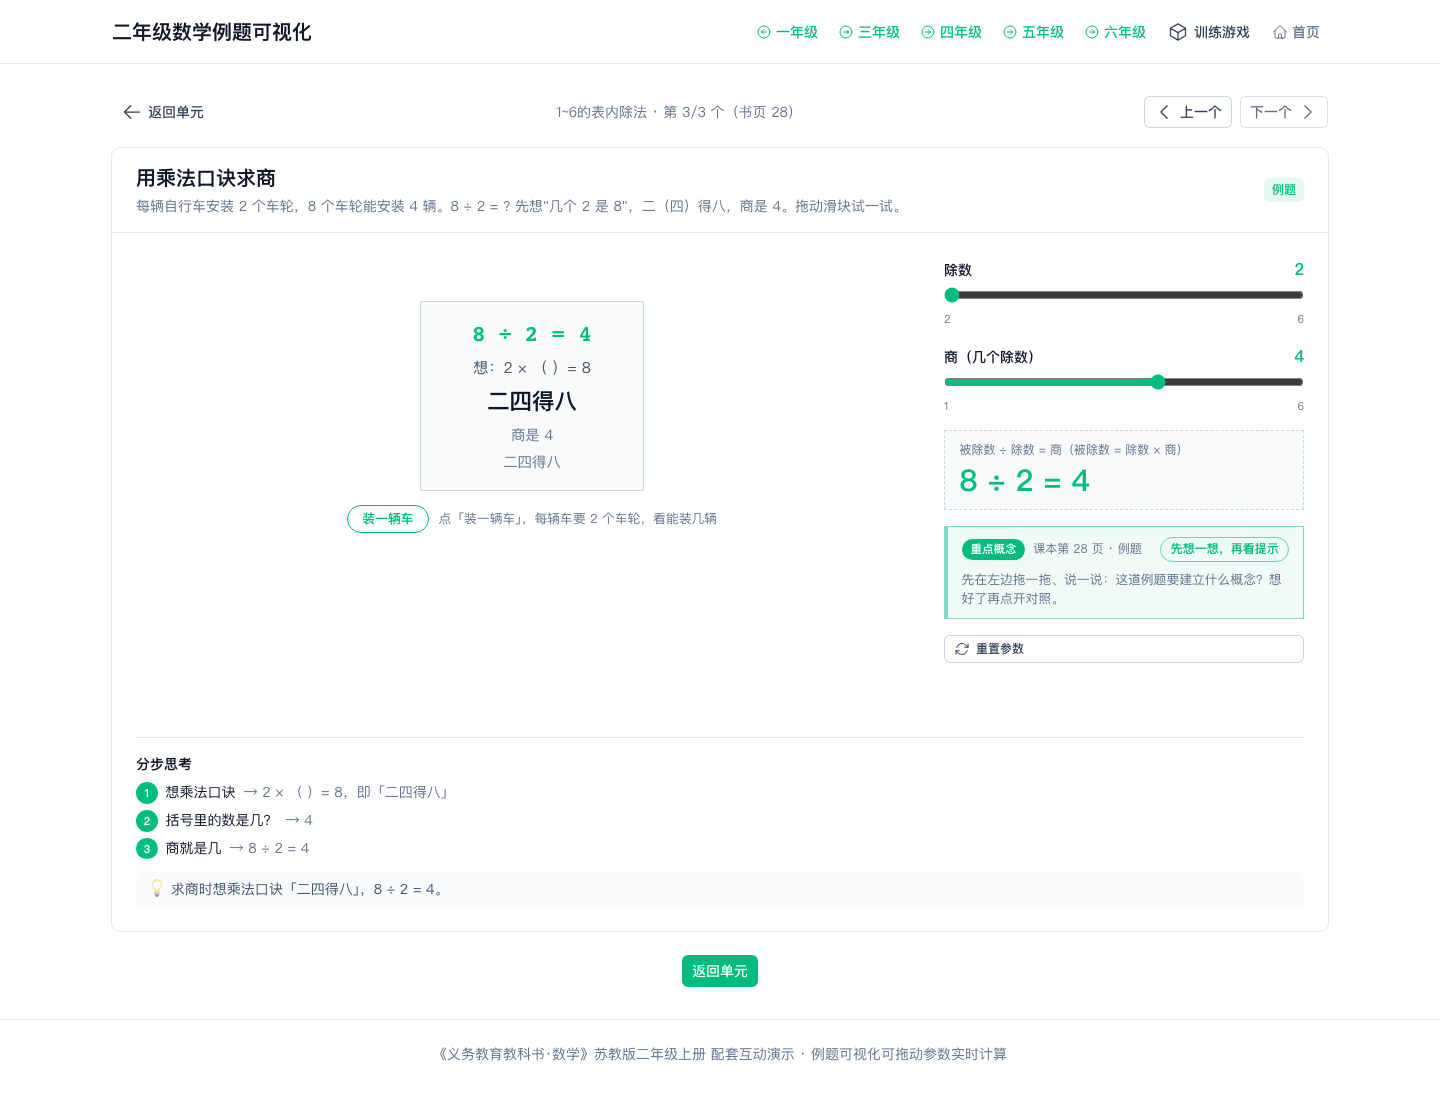 二年级数学例题可视化
一年级 三年级 四年级 五年级 六年级 训练游戏 首页
返回单元
1~6的表内除法 · 第 3/3 个（书页 28）
上一个 下一个
用乘法口诀求商
每辆自行车安装 2 个车轮，8 个车轮能安装 4 辆。8 ÷ 2 = ? 先想"几个 2 是 8"，二（四）得八，商是 4。拖动滑块试一试。
例题
8 ÷ 2 = 4
想：2 × （ ）= 8
二四得八
商是 4
二四得八
装一辆车 点「装一辆车」，每辆车要 2 个车轮，看能装几辆
除数 2
2 6
商（几个除数） 4
1 6
被除数 ÷ 除数 = 商（被除数 = 除数 × 商）
8 ÷ 2 = 4
重点概念 课本第 28 页 · 例题 先想一想，再看提示
先在左边拖一拖、说一说：这道例题要建立什么概念？想
好了再点开对照。
重置参数
分步思考
1 想乘法口诀 → 2 × （ ）= 8，即「二四得八」
2 括号里的数是几？ → 4
3 商就是几 → 8 ÷ 2 = 4
求商时想乘法口诀「二四得八」，8 ÷ 2 = 4。
返回单元
《义务教育教科书·数学》苏教版二年级上册 配套互动演示 · 例题可视化可拖动参数实时计算